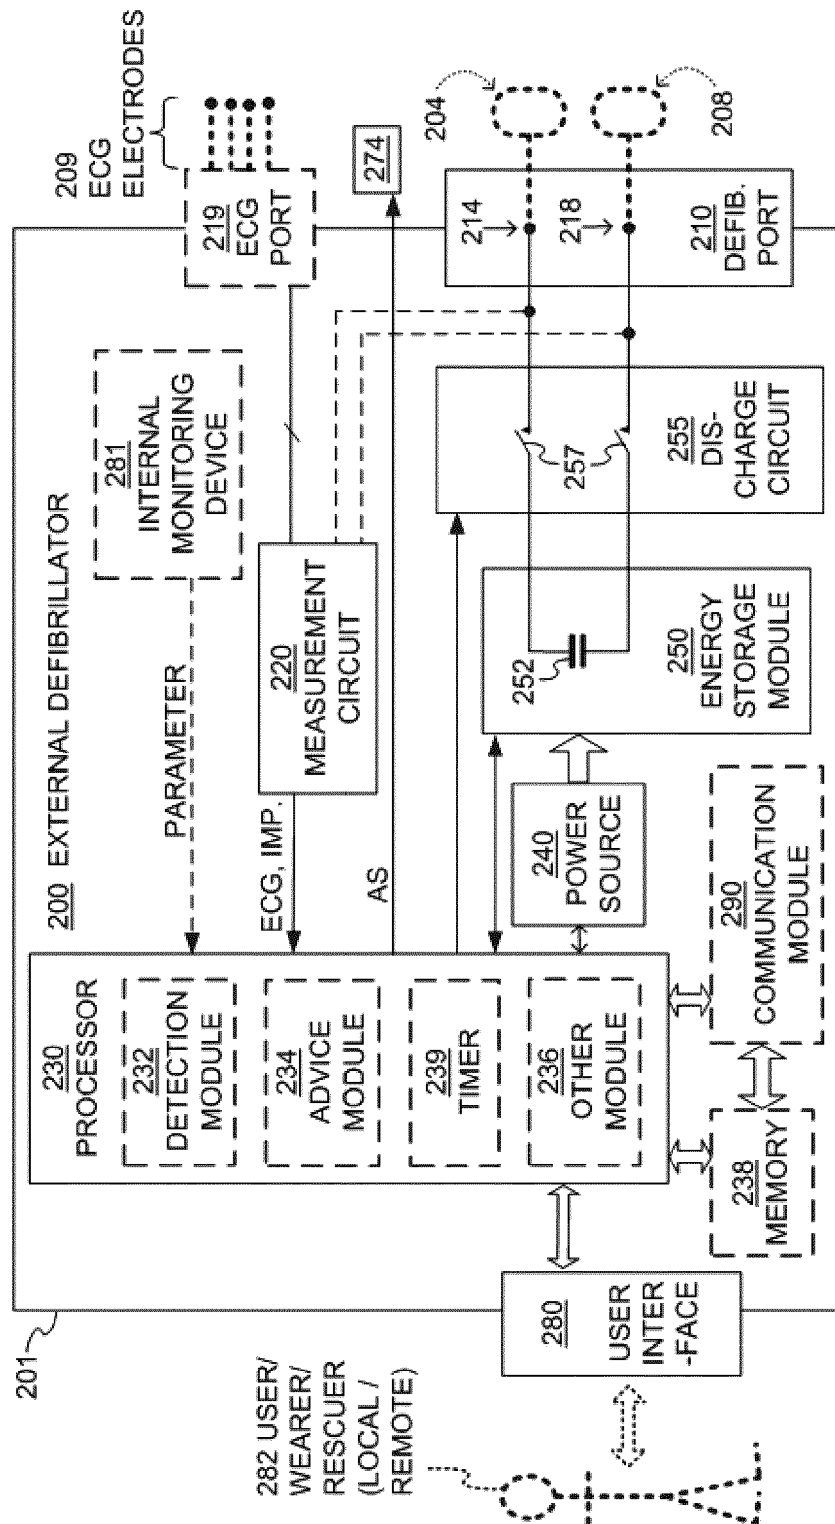 200 EXTERNAL DEFIBRILLATOR
201
209
ECG
ELECTRODES
219
ECG
PORT
281
INTERNAL
MONITORING
DEVICE
PARAMETER
230
PROCESSOR
232
DETECTION
MODULE
234
ADVICE
MODULE
239
TIMER
236
OTHER
MODULE
ECG, IMP.
220
MEASUREMENT
CIRCUIT
AS
274
204
208
214
218
210
DEFIB.
PORT
257
255
DIS-
CHARGE
CIRCUIT
252
250
ENERGY
STORAGE
MODULE
240
POWER
SOURCE
290
COMMUNICATION
MODULE
238
MEMORY
280
USER
INTER
-FACE
282 USER/
WEARER/
RESCUER
(LOCAL /
REMOTE)